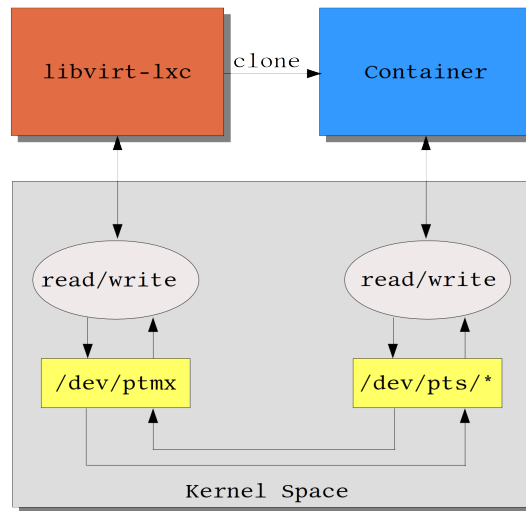 libvirt-lxc
clone
Container
read/write
read/write
/dev/ptmx
/dev/pts/*
Kernel Space